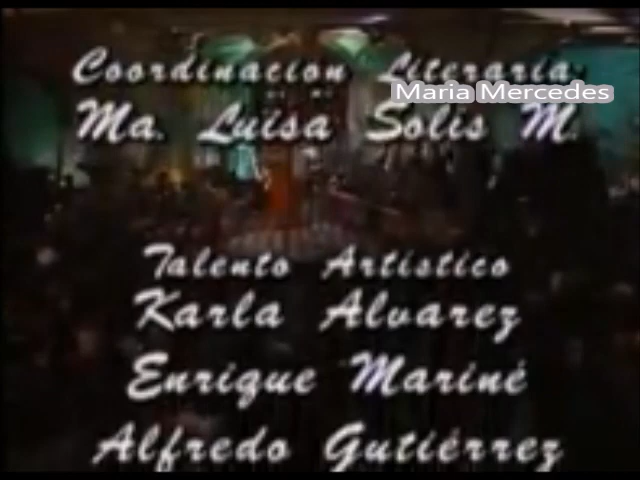 Coordinacion Literaria:
Maria Mercedes
Ma. Luisa Solis M.
Talento Artistico
Karla Alvarez
Enrique Mariné
Alfredo Gutiérrez